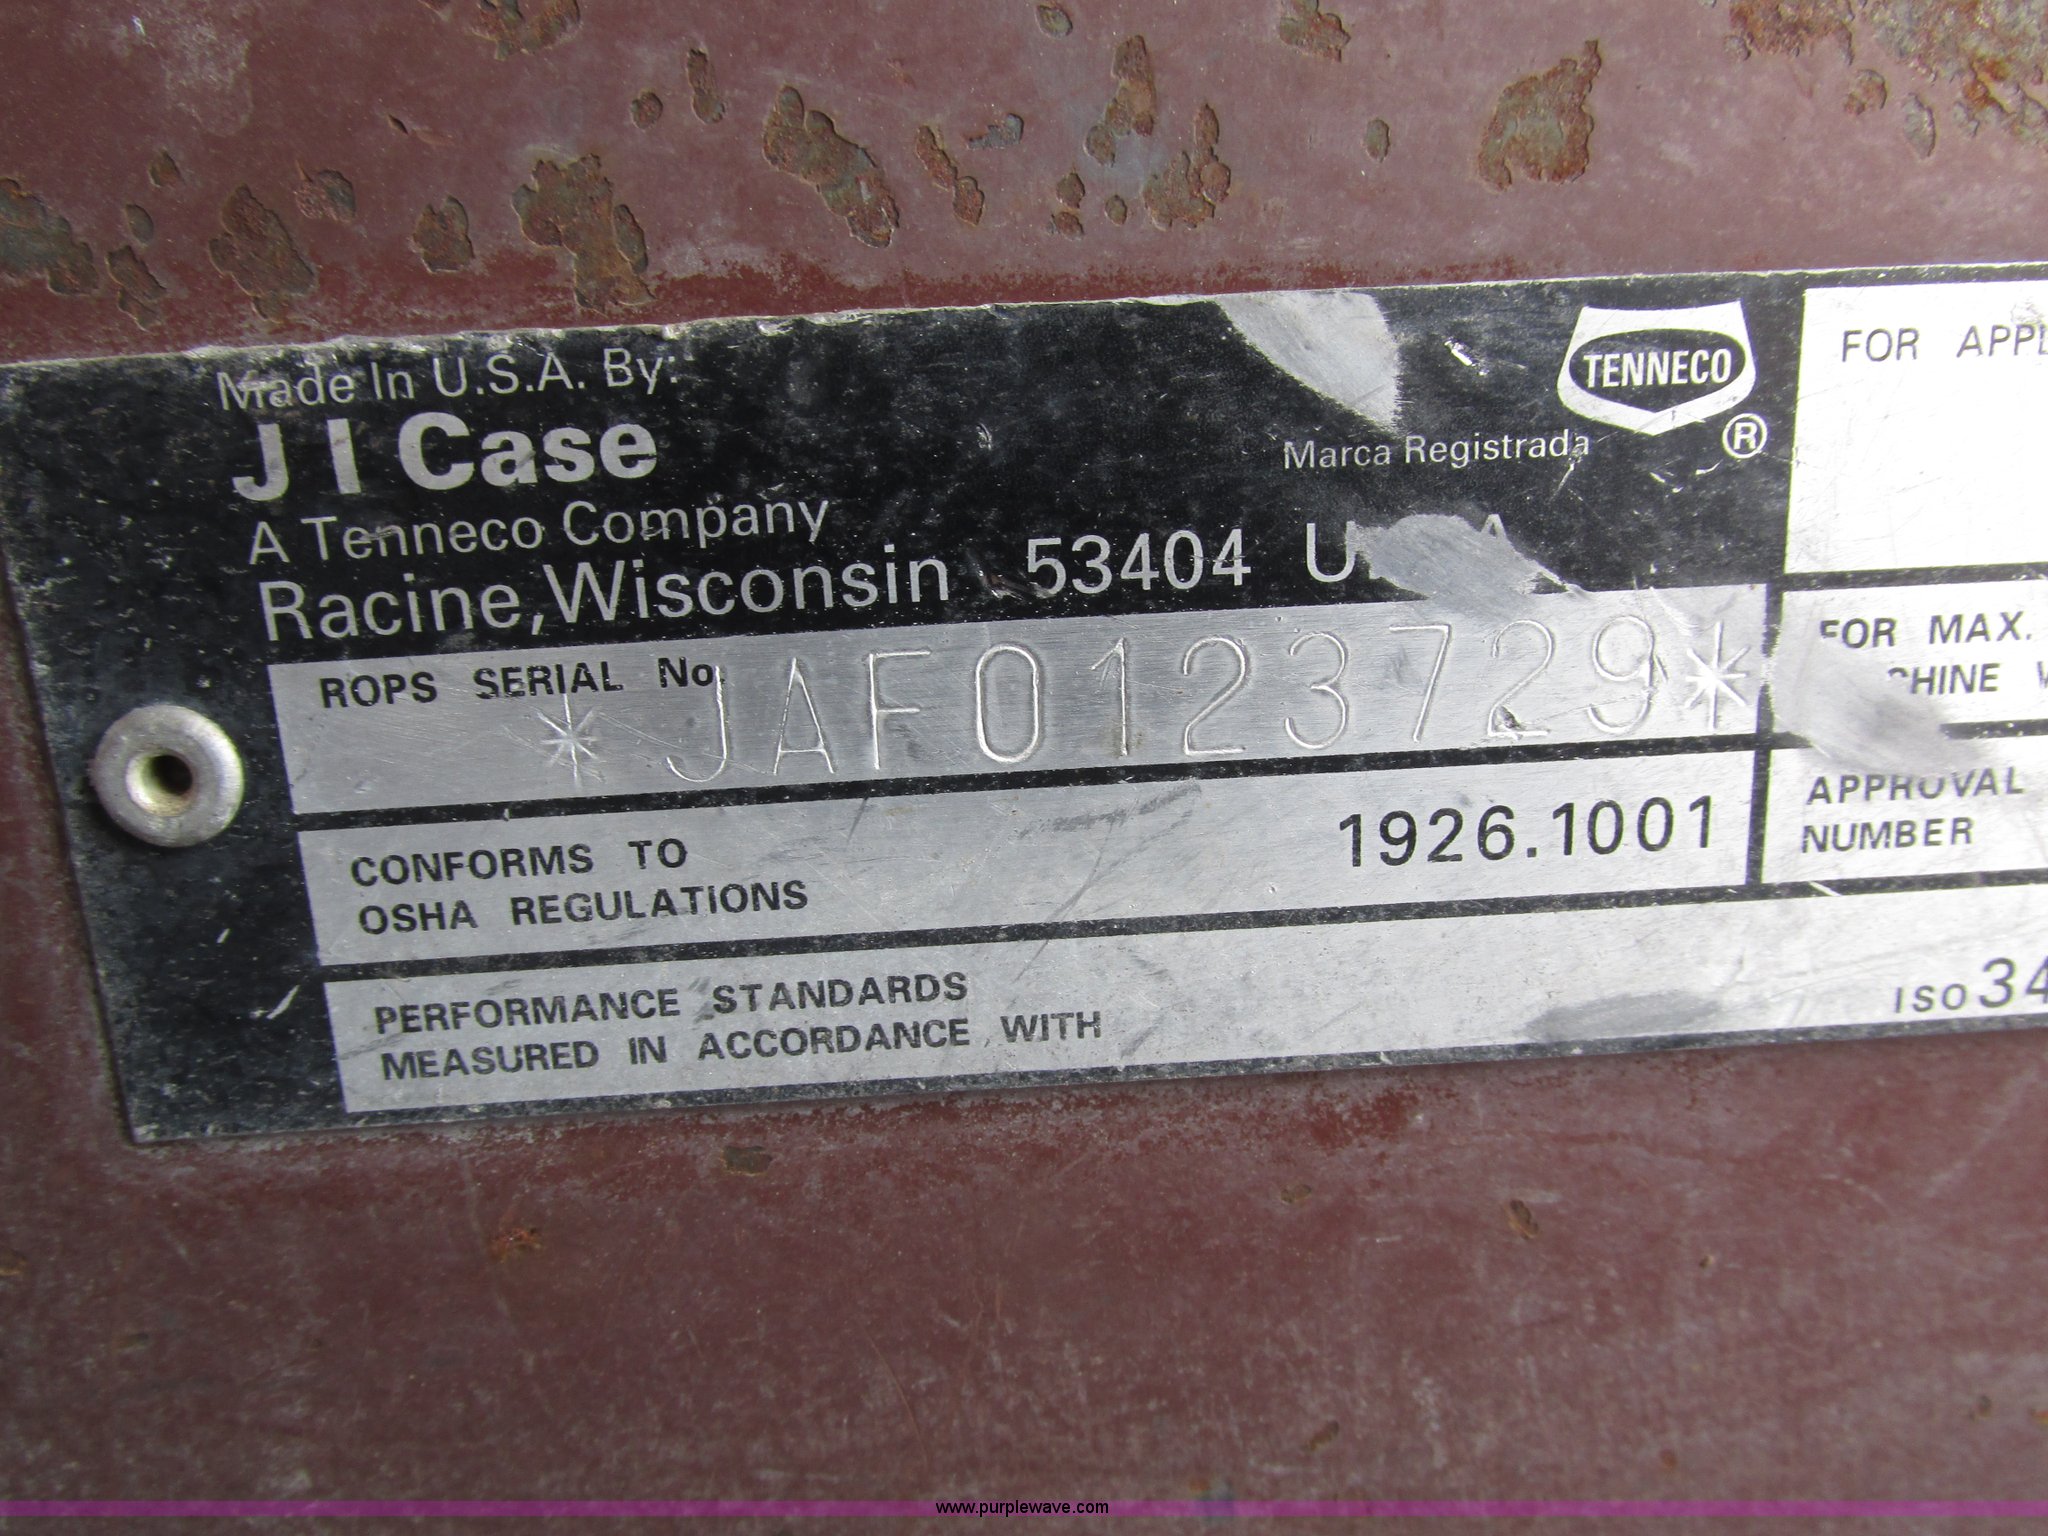 Made In U.S.A. By:
J I Case
A Tenneco Company
Racine, Wisconsin 53404
TENNECO
Marca Registrada ®
ROPS SERIAL No.
*JAF0123729*
CONFORMS TO
OSHA REGULATIONS
1926.1001
PERFORMANCE STANDARDS
MEASURED IN ACCORDANCE WITH
ISO 34
FOR
FOR MAX.
APPROVAL
NUMBER
www.purplewave.com